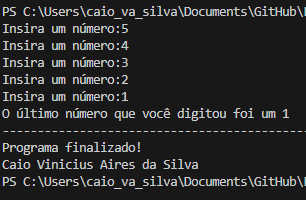 PS C:\Users\caio_va_silva\Documents\GitHub\
Insira um número:5
Insira um número:4
Insira um número:3
Insira um número:2
Insira um número:1
O último número que você digitou foi um 1
----------------------------------------
Programa finalizado!
Caio Vinicius Aires da Silva
PS C:\Users\caio_va_silva\Documents\GitHub\